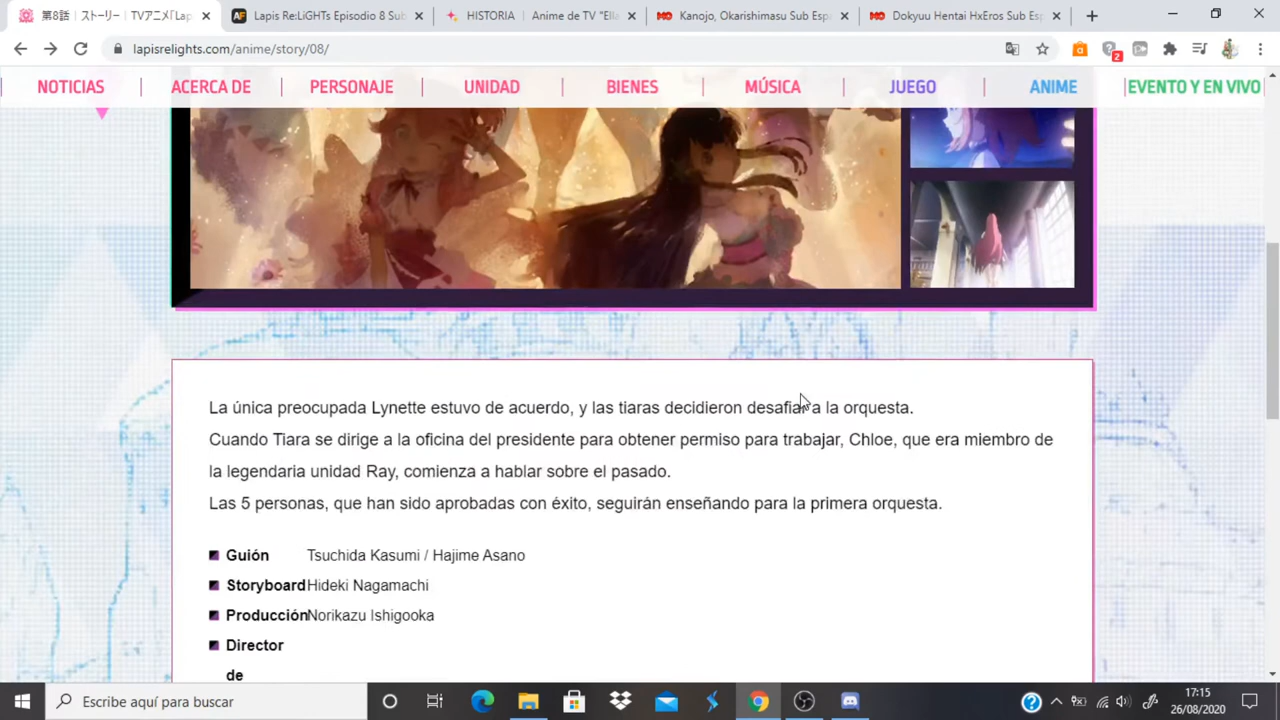 第8話｜ストーリー｜TVアニメ｢Lap
Lapis Re:LiGHTs Episodio 8 Sub
HISTORIA | Anime de TV "Ella
Kanojo, Okarishimasu Sub Espa
Dokyuu Hentai HxEros Sub Esp
lapisrelights.com/anime/story/08/
2
NOTICIAS
ACERCA DE
PERSONAJE
UNIDAD
BIENES
MÚSICA
JUEGO
ANIME
EVENTO Y EN VIVO
La única preocupada Lynette estuvo de acuerdo, y las tiaras decidieron desafiar a la orquesta.
Cuando Tiara se dirige a la oficina del presidente para obtener permiso para trabajar, Chloe, que era miembro de
la legendaria unidad Ray, comienza a hablar sobre el pasado.
Las 5 personas, que han sido aprobadas con éxito, seguirán enseñando para la primera orquesta.
Guión Tsuchida Kasumi / Hajime Asano
Storyboard Hideki Nagamachi
Producción Norikazu Ishigooka
Director
de
Escribe aquí para buscar
17:15
26/08/2020